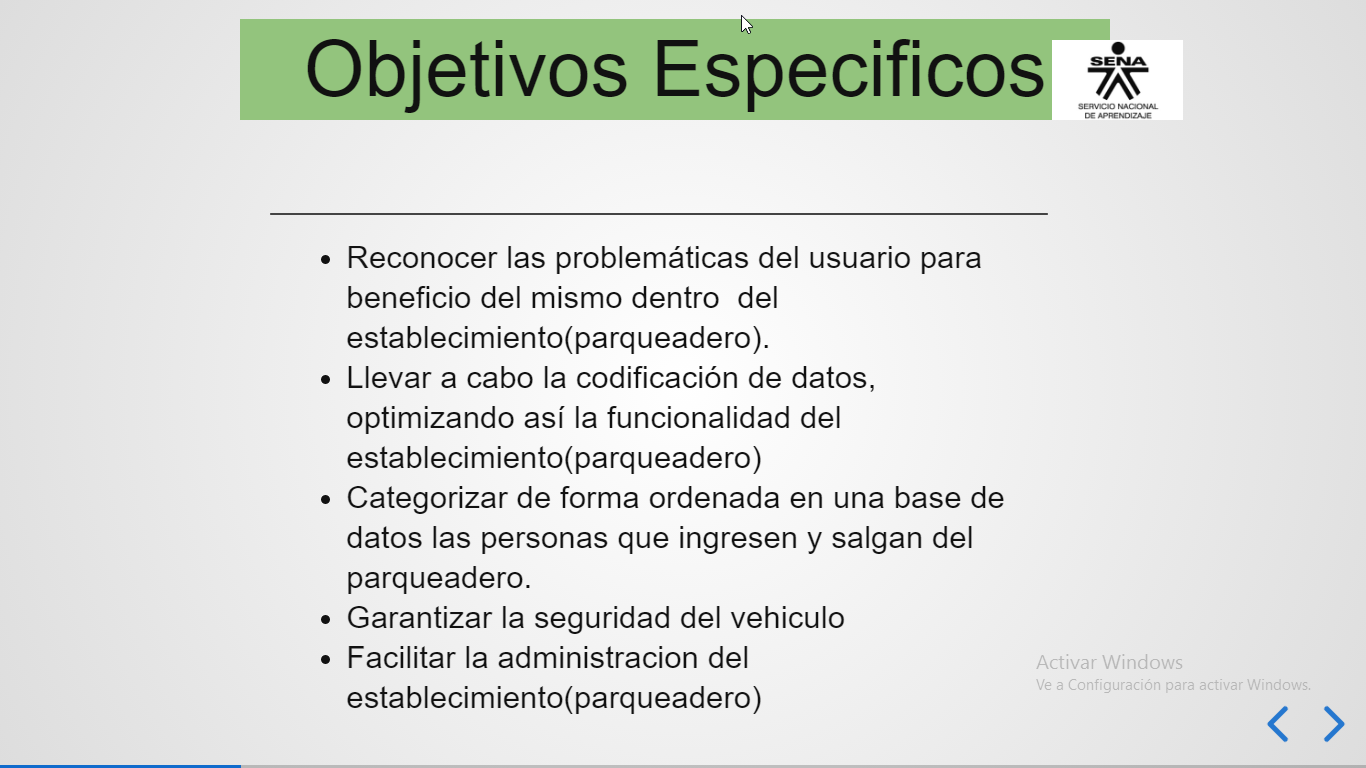 Objetivos Especificos
SENA
SERVICIO NACIONAL
DE APRENDIZAJE
• Reconocer las problemáticas del usuario para
beneficio del mismo dentro  del
establecimiento(parqueadero).
• Llevar a cabo la codificación de datos,
optimizando así la funcionalidad del
establecimiento(parqueadero)
• Categorizar de forma ordenada en una base de
datos las personas que ingresen y salgan del
parqueadero.
• Garantizar la seguridad del vehiculo
• Facilitar la administracion del
establecimiento(parqueadero)
Activar Windows
Ve a Configuración para activar Windows.